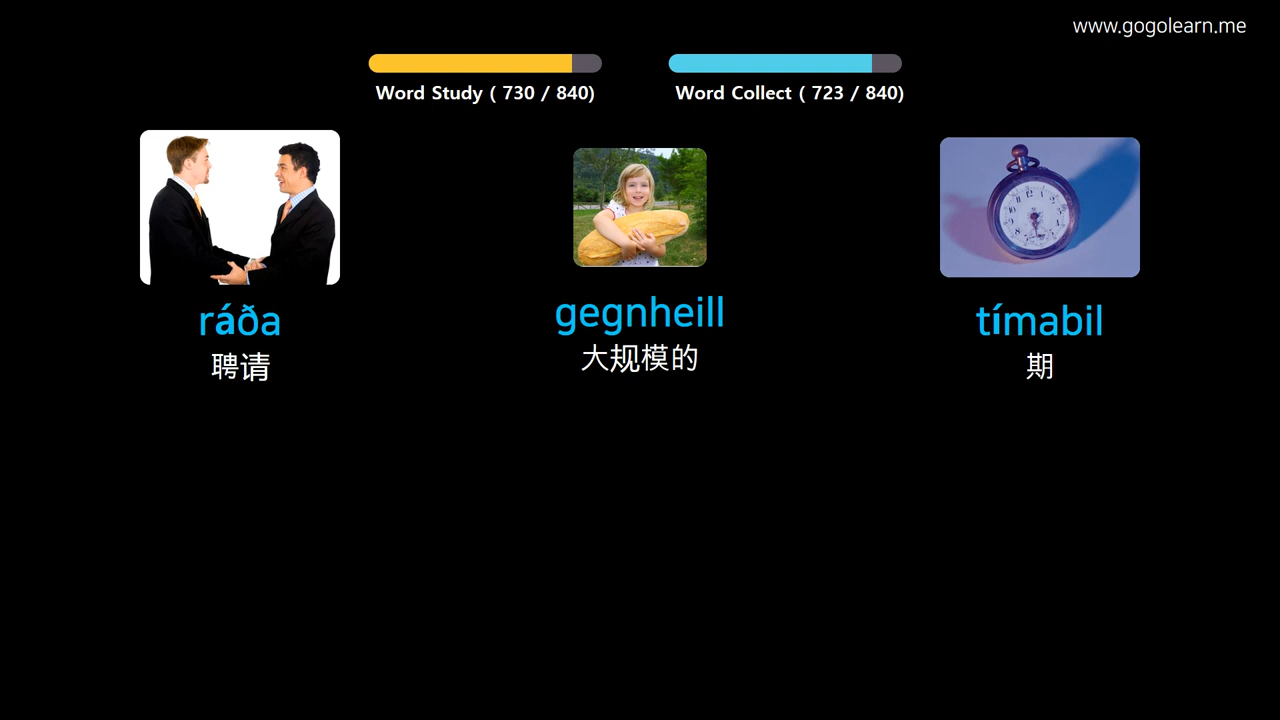 www.gogolearn.me
Word Study ( 730 / 840)
Word Collect ( 723 / 840)
ráða
聘请
gegnheill
大规模的
tímabil
期